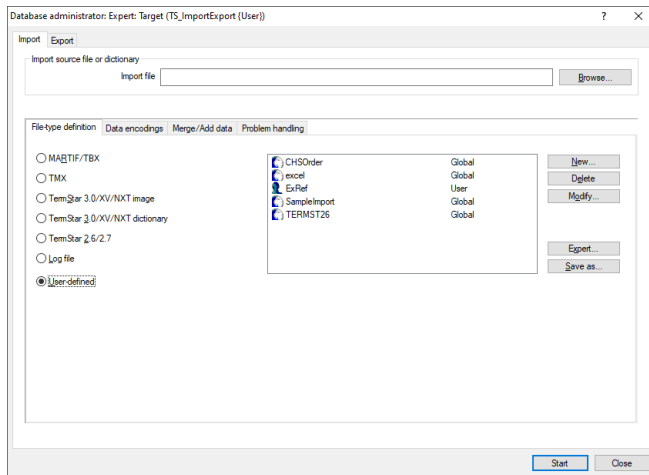 Database administrator: Expert: Target (TS_ImportExport {User})
Import Export
Import source file or dictionary
Import file
Browse...
File-type definition Data encodings Merge/Add data Problem handling
MARTIF/TBX
TMX
TermStar 3.0/XV/NXT image
TermStar 3.0/XV/NXT dictionary
TermStar 2.6/2.7
Log file
User-defined
CHSOrder Global
excel Global
ExRef User
SampleImport Global
TERMST26 Global
New...
Delete
Modify...
Expert...
Save as...
Start Close